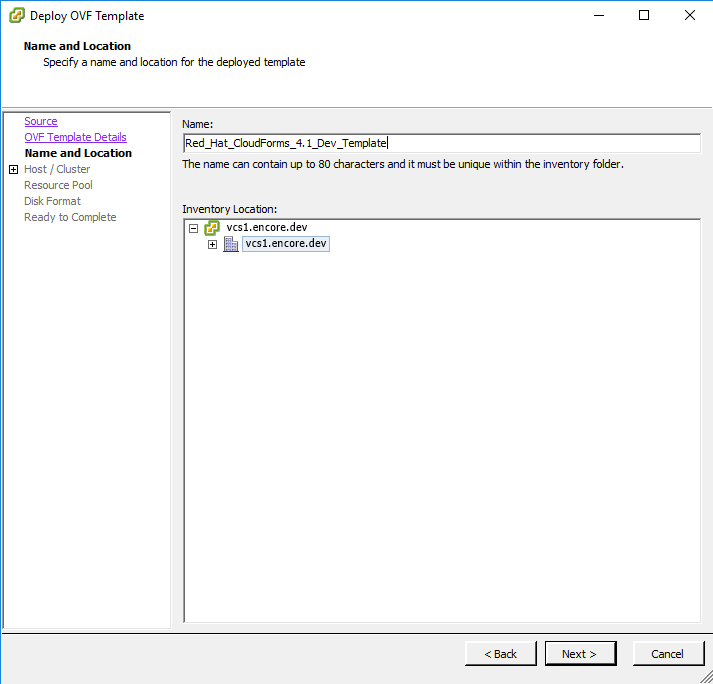 Deploy OVF Template
Name and Location
Specify a name and location for the deployed template
Source
OVF Template Details
Name and Location
Host / Cluster
Resource Pool
Disk Format
Ready to Complete
Name:
Red_Hat_CloudForms_4.1_Dev_Template
The name can contain up to 80 characters and it must be unique within the inventory folder.
Inventory Location:
vcs1.encore.dev
vcs1.encore.dev
< Back
Next >
Cancel